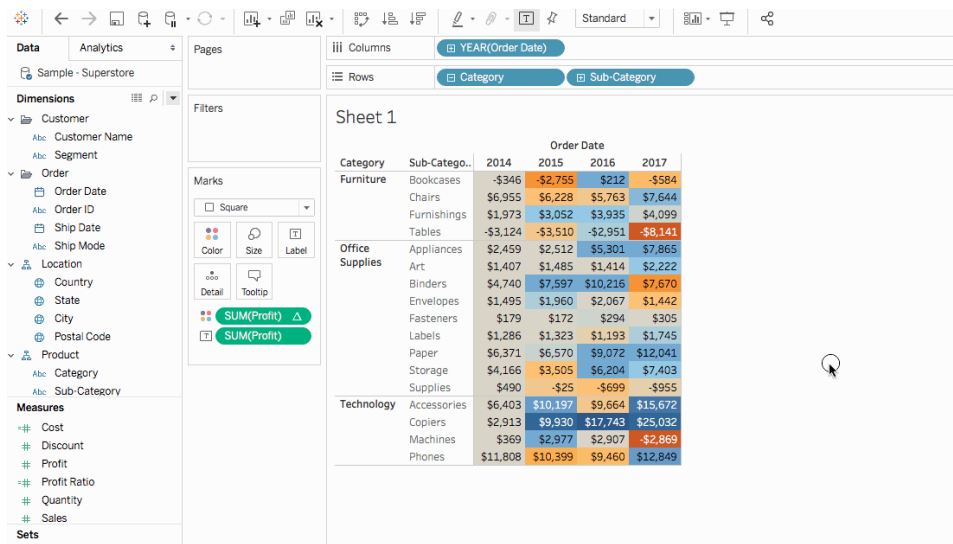 Standard
Data Analytics
Sample - Superstore
Dimensions
Customer
Abc Customer Name
Abc Segment
Order
Order Date
Abc Order ID
Ship Date
Abc Ship Mode
Location
Country
State
City
Postal Code
Product
Abc Category
Abc Sub-Category
Measures
=# Cost
# Discount
# Profit
=# Profit Ratio
# Quantity
# Sales
Sets
Pages
Filters
Marks
Square
Color Size Label
Detail Tooltip
SUM(Profit) Δ
SUM(Profit)
Columns YEAR(Order Date)
Rows Category Sub-Category
Sheet 1
Order Date
Category Sub-Catego.. 2014 2015 2016 2017
Furniture Bookcases -$346 -$2,755 $212 -$584
Chairs $6,955 $6,228 $5,763 $7,644
Furnishings $1,973 $3,052 $3,935 $4,099
Tables -$3,124 -$3,510 -$2,951 -$8,141
Office Supplies Appliances $2,459 $2,512 $5,301 $7,865
Art $1,407 $1,485 $1,414 $2,222
Binders $4,740 $7,597 $10,216 $7,670
Envelopes $1,495 $1,960 $2,067 $1,442
Fasteners $179 $172 $294 $305
Labels $1,286 $1,323 $1,193 $1,745
Paper $6,371 $6,570 $9,072 $12,041
Storage $4,166 $3,505 $6,204 $7,403
Supplies $490 -$25 -$699 -$955
Technology Accessories $6,403 $10,197 $9,664 $15,672
Copiers $2,913 $9,930 $17,743 $25,032
Machines $369 $2,977 $2,907 -$2,869
Phones $11,808 $10,399 $9,460 $12,849